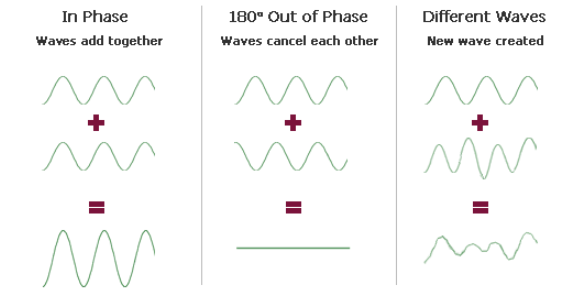 In Phase
Waves add together
+
=
180° Out of Phase
Waves cancel each other
+
=
Different Waves
New wave created
+
=